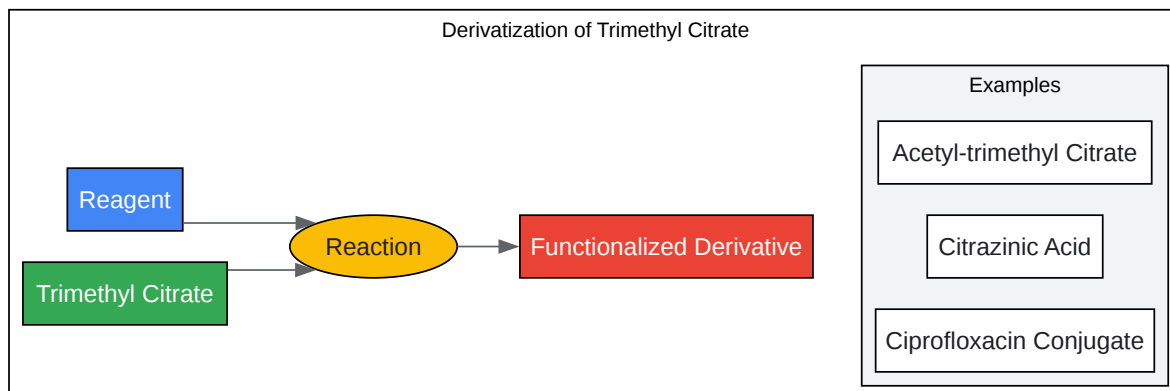 Derivatization of Trimethyl Citrate
Reagent
Trimethyl Citrate
Reaction
Functionalized Derivative
Examples
Acetyl-trimethyl Citrate
Citrazinic Acid
Ciprofloxacin Conjugate